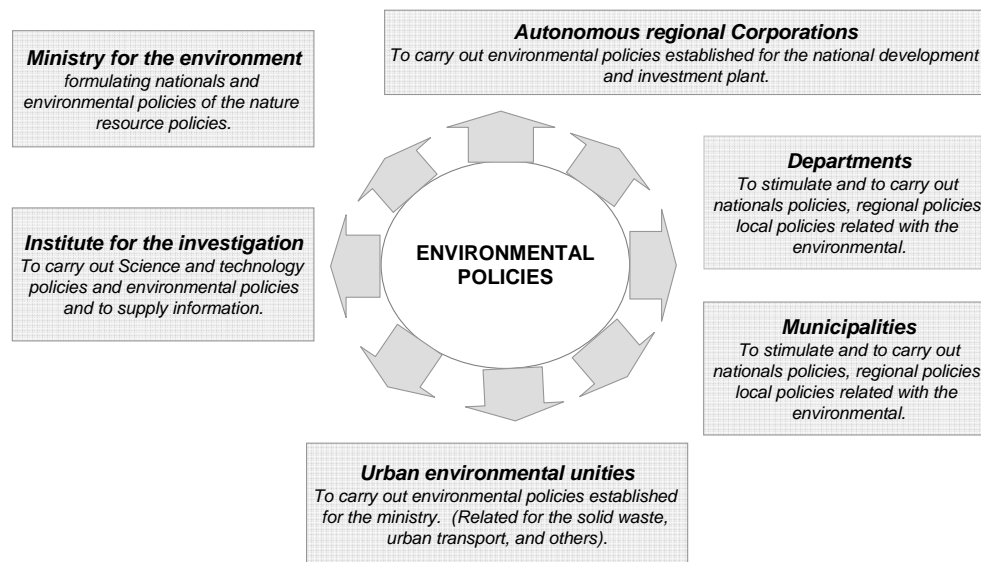 Autonomous regional Corporations
To carry out environmental policies established for the national development
and investment plant.
Ministry for the environment
formulating nationals and
environmental policies of the nature
resource policies.
Departments
To stimulate and to carry out
nationals policies, regional policies
local policies related with the
environmental.
Institute for the investigation
To carry out Science and technology
policies and environmental policies
and to supply information.
ENVIRONMENTAL
POLICIES
Municipalities
To stimulate and to carry out
nationals policies, regional policies
local policies related with the
environmental.
Urban environmental unities
To carry out environmental policies established
for the ministry. (Related for the solid waste,
urban transport, and others).